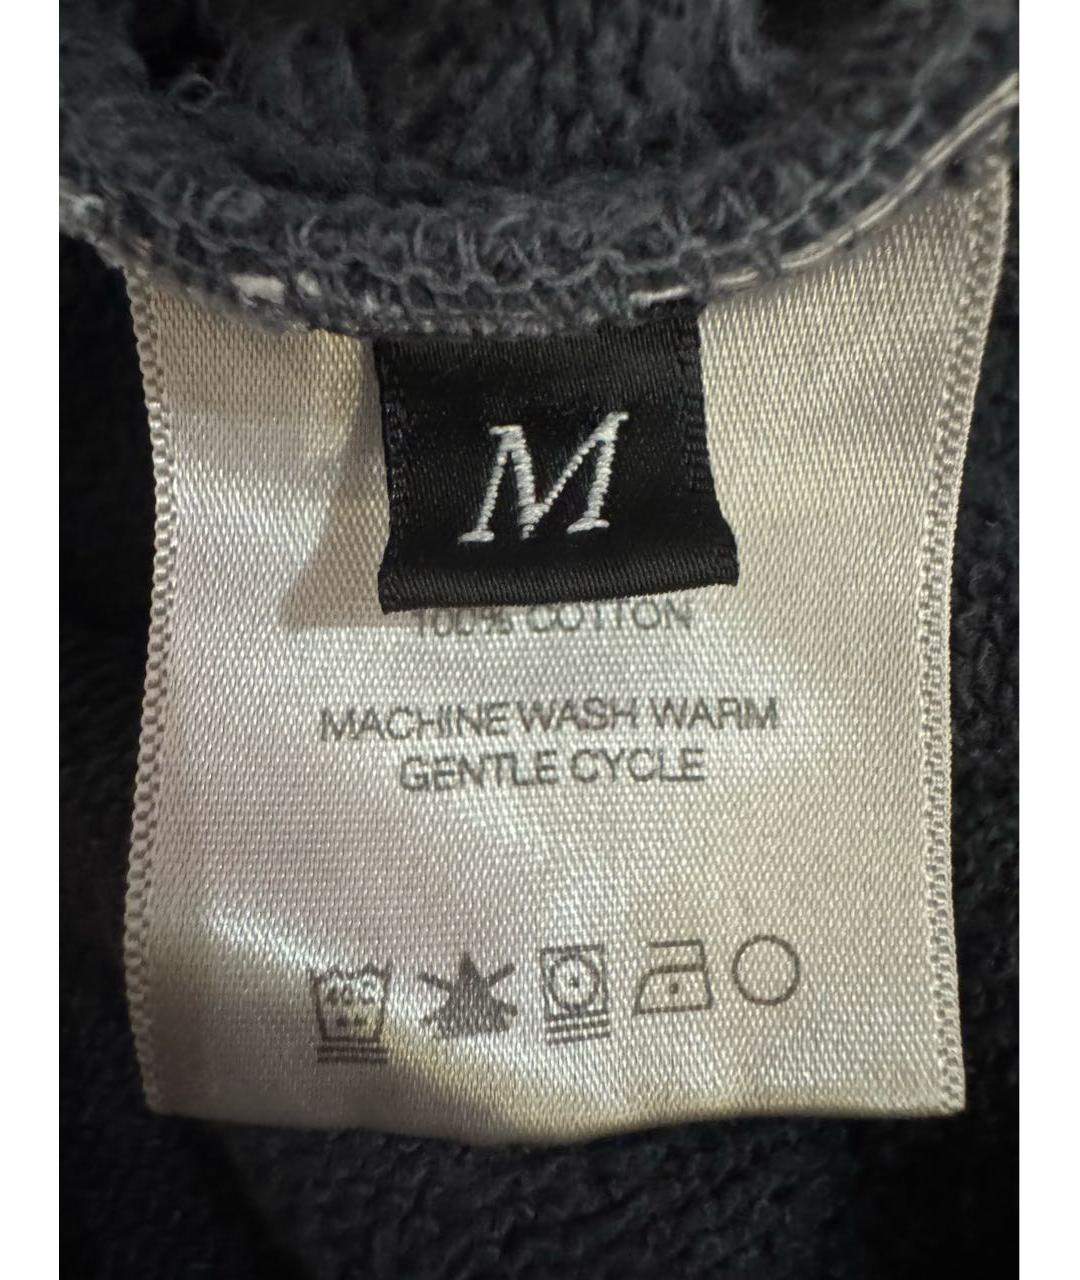 M
100% COTTON
MACHINE WASH WARM
GENTLE CYCLE
40°C